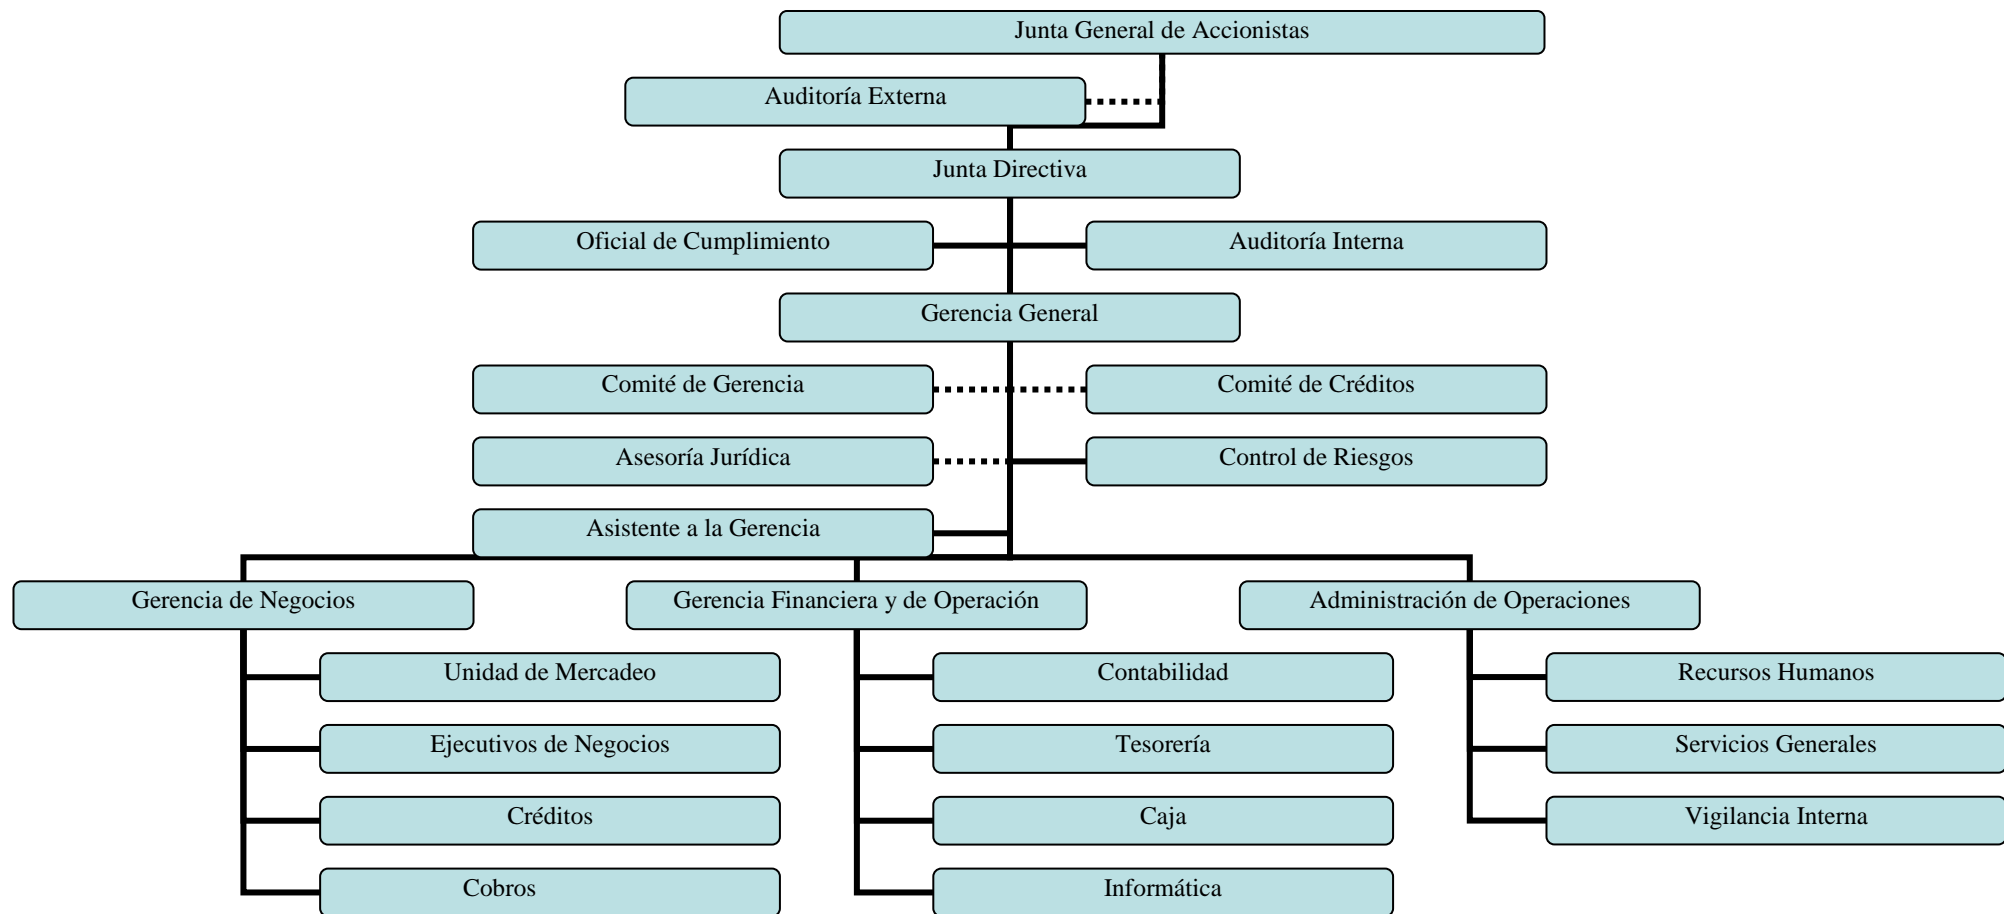 Junta General de Accionistas
Auditoría Externa
Junta Directiva
Oficial de Cumplimiento
Auditoría Interna
Gerencia General
Comité de Gerencia
Comité de Créditos
Asesoría Jurídica
Control de Riesgos
Asistente a la Gerencia
Gerencia de Negocios
Gerencia Financiera y de Operación
Administración de Operaciones
Unidad de Mercadeo
Contabilidad
Recursos Humanos
Ejecutivos de Negocios
Tesorería
Servicios Generales
Créditos
Caja
Vigilancia Interna
Cobros
Informática